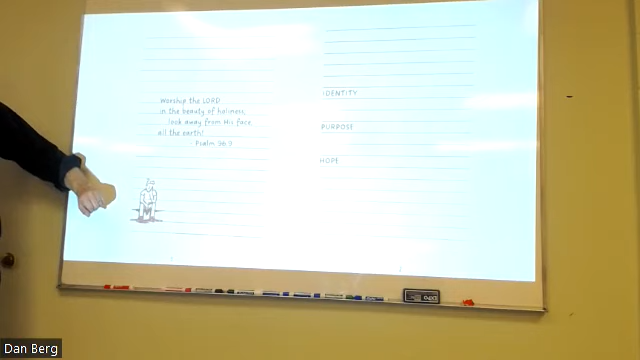 Worship the LORD
in the beauty of holiness,
look away from His face
all the earth!
- Psalm 96:9
IDENTITY
PURPOSE
HOPE
EXPO
Dan Berg